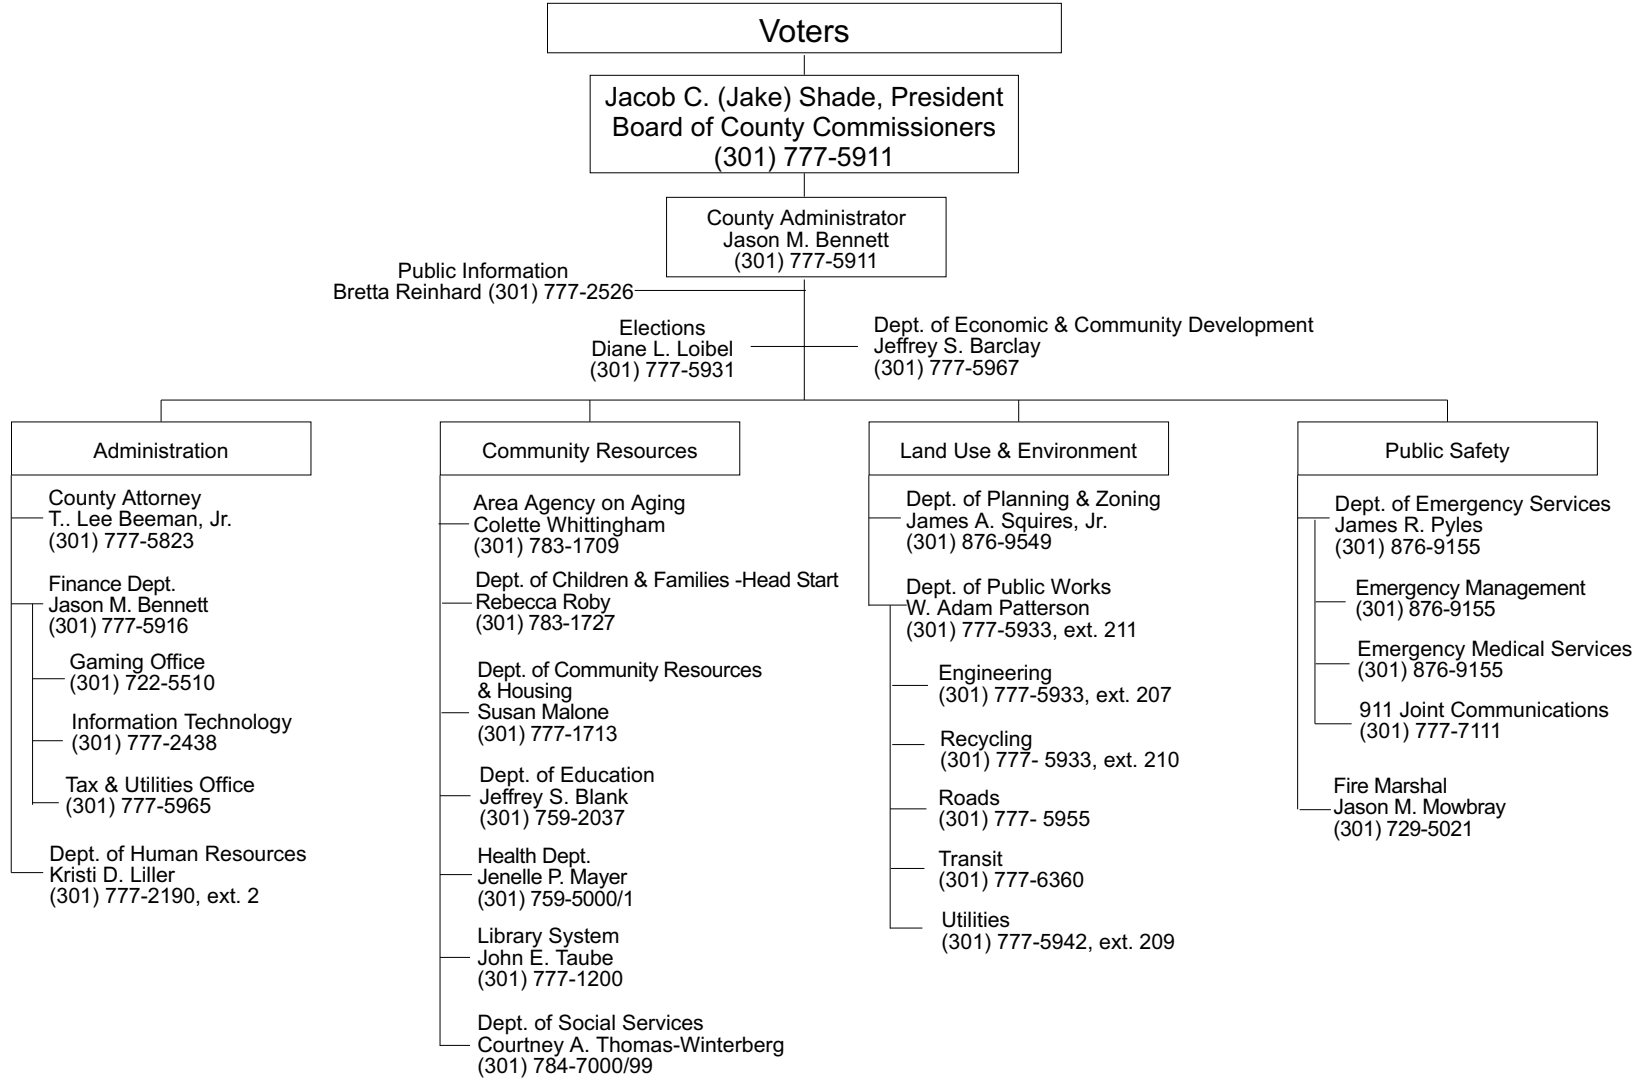 Voters
Jacob C. (Jake) Shade, President
Board of County Commissioners
(301) 777-5911
County Administrator
Jason M. Bennett
(301) 777-5911
Public Information
Bretta Reinhard (301) 777-2526
Elections
Diane L. Loibel
(301) 777-5931
Dept. of Economic & Community Development
Jeffrey S. Barclay
(301) 777-5967
Administration
County Attorney
T.. Lee Beeman, Jr.
(301) 777-5823
Finance Dept.
Jason M. Bennett
(301) 777-5916
Gaming Office
(301) 722-5510
Information Technology
(301) 777-2438
Tax & Utilities Office
(301) 777-5965
Dept. of Human Resources
Kristi D. Liller
(301) 777-2190, ext. 2
Community Resources
Area Agency on Aging
Colette Whittingham
(301) 783-1709
Dept. of Children & Families -Head Start
Rebecca Roby
(301) 783-1727
Dept. of Community Resources
& Housing
Susan Malone
(301) 777-1713
Dept. of Education
Jeffrey S. Blank
(301) 759-2037
Health Dept.
Jenelle P. Mayer
(301) 759-5000/1
Library System
John E. Taube
(301) 777-1200
Dept. of Social Services
Courtney A. Thomas-Winterberg
(301) 784-7000/99
Land Use & Environment
Dept. of Planning & Zoning
James A. Squires, Jr.
(301) 876-9549
Dept. of Public Works
W. Adam Patterson
(301) 777-5933, ext. 211
Engineering
(301) 777-5933, ext. 207
Recycling
(301) 777- 5933, ext. 210
Roads
(301) 777- 5955
Transit
(301) 777-6360
Utilities
(301) 777-5942, ext. 209
Public Safety
Dept. of Emergency Services
James R. Pyles
(301) 876-9155
Emergency Management
(301) 876-9155
Emergency Medical Services
(301) 876-9155
911 Joint Communications
(301) 777-7111
Fire Marshal
Jason M. Mowbray
(301) 729-5021